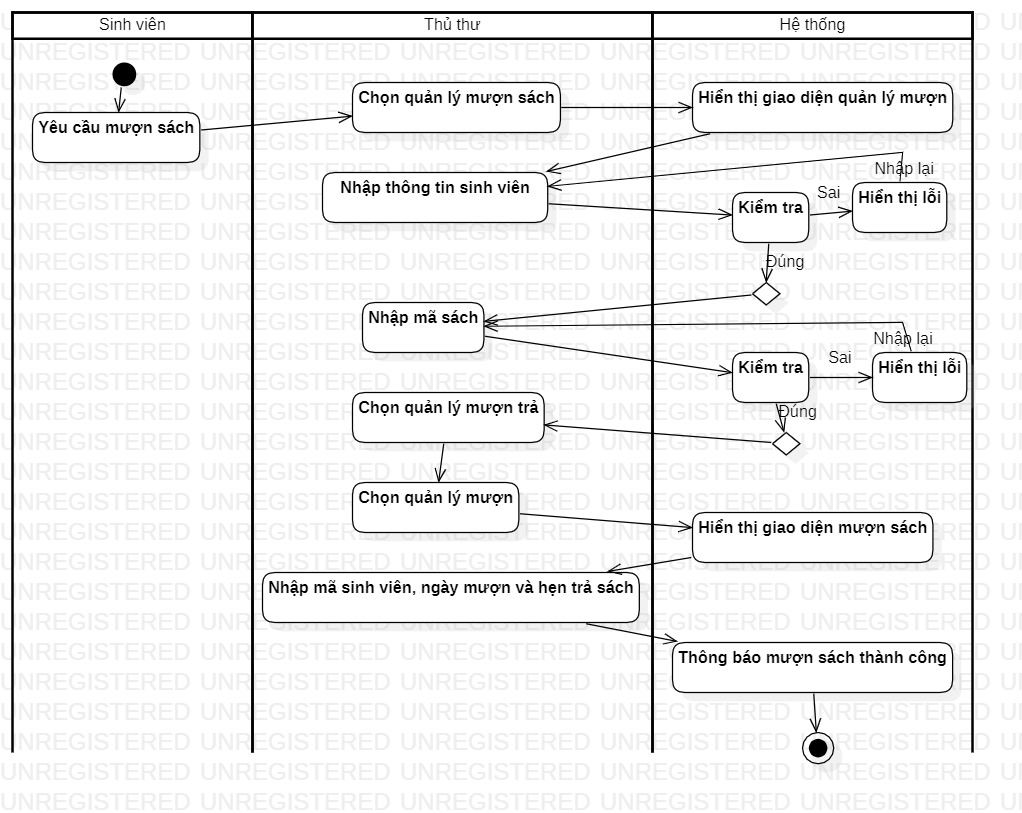 Sinh viên
Thủ thư
Hệ thống
Yêu cầu mượn sách
Chọn quản lý mượn sách
Hiển thị giao diện quản lý mượn
Nhập thông tin sinh viên
Nhập lại
Kiểm tra
Sai
Hiển thị lỗi
Đúng
Nhập mã sách
Nhập lại
Kiểm tra
Sai
Hiển thị lỗi
Đúng
Chọn quản lý mượn trả
Chọn quản lý mượn
Hiển thị giao diện mượn sách
Nhập mã sinh viên, ngày mượn và hẹn trả sách
Thông báo mượn sách thành công
UNREGISTERED